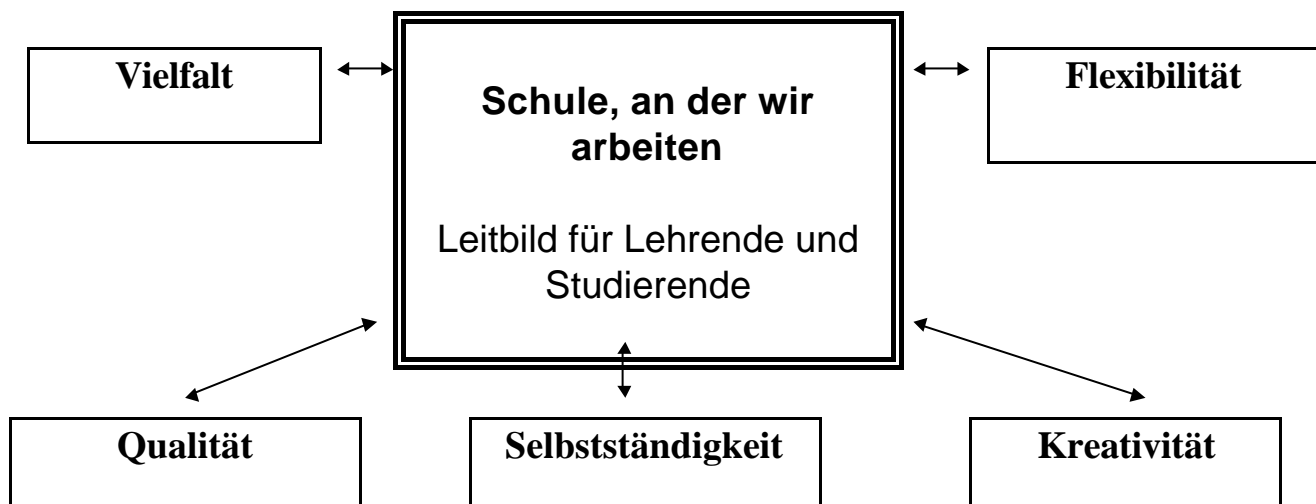 Vielfalt
Schule, an der wir
arbeiten
Leitbild für Lehrende und
Studierende
Flexibilität
Qualität
Selbstständigkeit
Kreativität